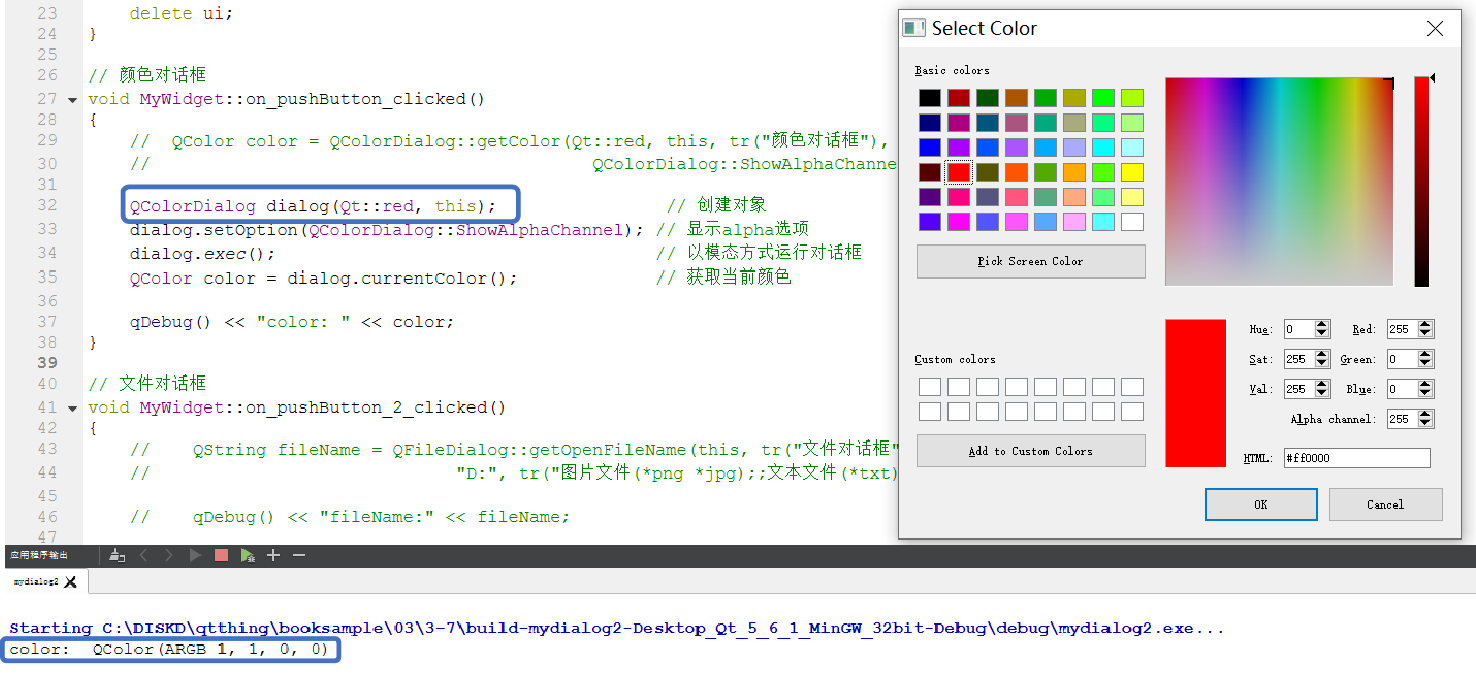 23 delete ui;
24 }
25
26 // 颜色对话框
27 void MyWidget::on_pushButton_clicked()
28 {
29 // QColor color = QColorDialog::getColor(Qt::red, this, tr("颜色对话框"),
30 // QColorDialog::ShowAlphaChanne
31
32 QColorDialog dialog(Qt::red, this); // 创建对象
33 dialog.setOption(QColorDialog::ShowAlphaChannel); // 显示alpha选项
34 dialog.exec(); // 以模态方式运行对话框
35 QColor color = dialog.currentColor(); // 获取当前颜色
36
37 qDebug() << "color: " << color;
38 }
39
40 // 文件对话框
41 void MyWidget::on_pushButton_2_clicked()
42 {
43 // QString fileName = QFileDialog::getOpenFileName(this, tr("文件对话框"
44 // "D:", tr("图片文件(*png *jpg);;文本文件(*txt)
45
46 // qDebug() << "fileName:" << fileName;
47
Select Color
Basic colors
Pick Screen Color
Custom colors
Add to Custom Colors
Hue: 0 Red: 255
Sat: 255 Green: 0
Val: 255 Blue: 0
Alpha channel: 255
HTML: #ff0000
OK Cancel
应用程序输出
mydialog2
Starting C:\DISKD\qtthing\booksample\03\3-7\build-mydialog2-Desktop_Qt_5_6_1_MinGW_32bit-Debug\debug\mydialog2.exe...
color: QColor(ARGB 1, 1, 0, 0)